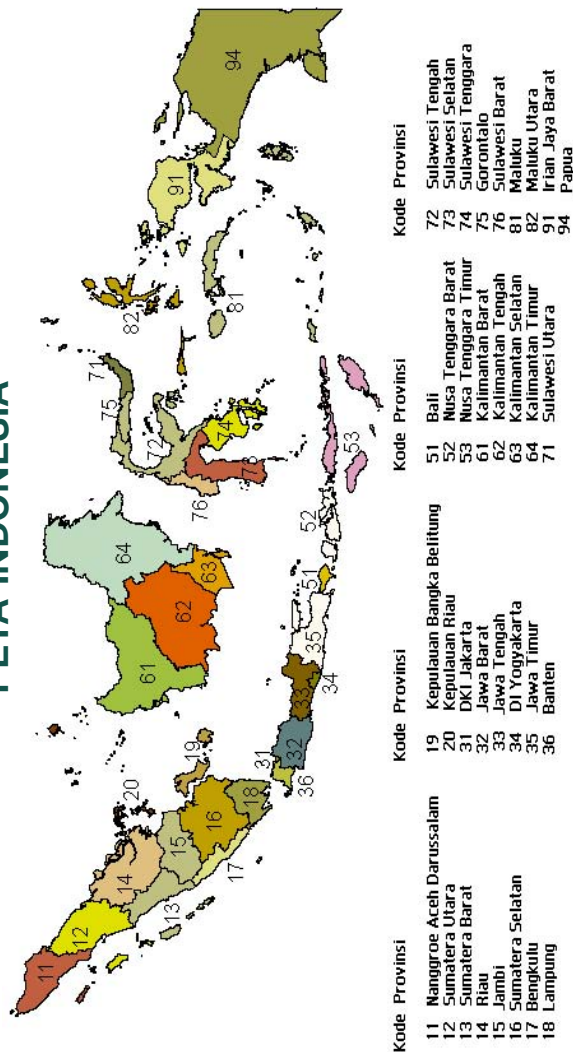 PETA INDONESIA
11
12
13
14
15
16
17
18
19
20
31
32
33
34
35
36
51
52
53
61
62
63
64
71
72
73
74
75
76
81
82
91
94
Kode Provinsi
11 Nanggroe Aceh Darussalam
12 Sumatera Utara
13 Sumatera Barat
14 Riau
15 Jambi
16 Sumatera Selatan
17 Bengkulu
18 Lampung
Kode Provinsi
19 Kepulauan Bangka Belitung
20 Kepulauan Riau
31 DKI Jakarta
32 Jawa Barat
33 Jawa Tengah
34 DI Yogyakarta
35 Jawa Timur
36 Banten
Kode Provinsi
51 Bali
52 Nusa Tenggara Barat
53 Nusa Tenggara Timur
61 Kalimantan Barat
62 Kalimantan Tengah
63 Kalimantan Selatan
64 Kalimantan Timur
71 Sulawesi Utara
Kode Provinsi
72 Sulawesi Tengah
73 Sulawesi Selatan
74 Sulawesi Tenggara
75 Gorontalo
76 Sulawesi Barat
81 Maluku
82 Maluku Utara
91 Irian Jaya Barat
94 Papua